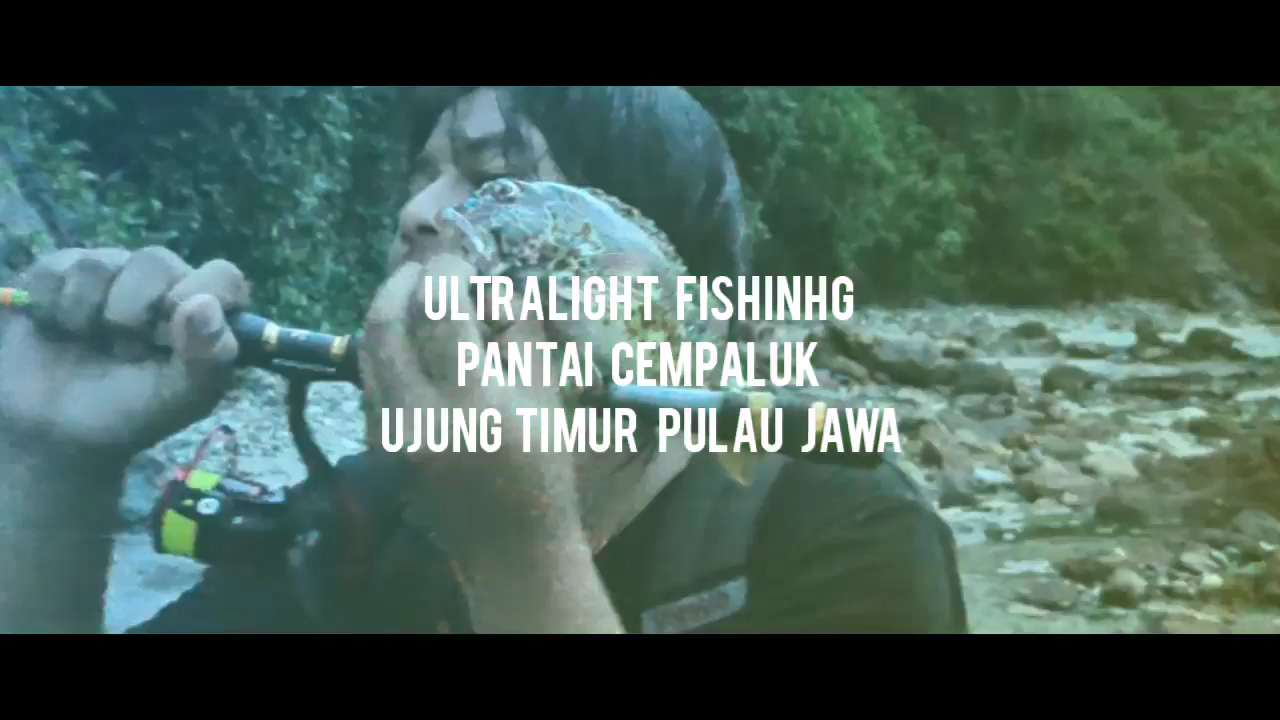 ULTRALIGHT FISHINHG
PANTAI CEMPALUK
UJUNG TIMUR PULAU JAWA